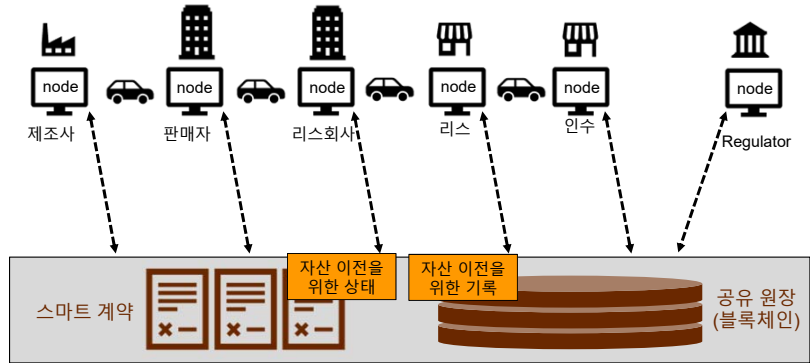 node
node
node
node
node
node
제조사
판매자
리스회사
리스
인수
Regulator
스마트 계약
자산 이전을
위한 상태
자산 이전을
위한 기록
공유 원장
(블록체인)